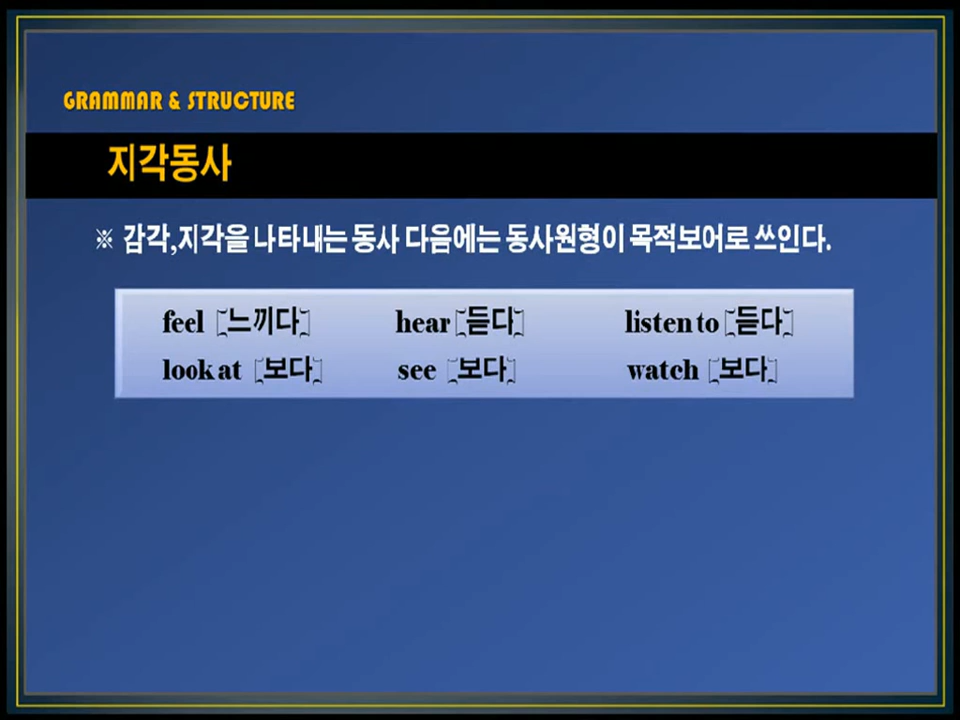 GRAMMAR & STRUCTURE
지각동사
※ 감각,지각을 나타내는 동사 다음에는 동사원형이 목적보어로 쓰인다.
feel [느끼다] hear [듣다] listen to [듣다]
look at [보다] see [보다] watch [보다]